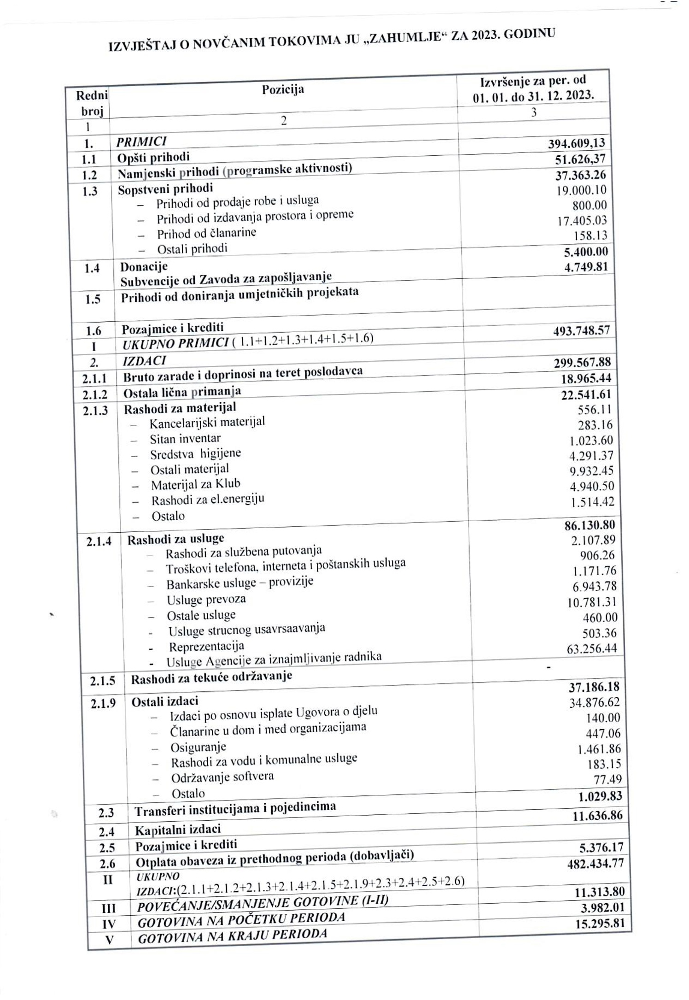 IZVJEŠTAJ O NOVČANIM TOKOVIMA JU „ZAHUMLJE“ ZA 2023. GODINU
Redni broj Pozicija Izvršenje za per. od 01. 01. do 31. 12. 2023.
1 2 3
1. PRIMICI
1.1 Opšti prihodi 394.609,13
1.2 Namjenski prihodi (programske aktivnosti) 51.626,37
1.3 Sopstveni prihodi 37.363.26
– Prihodi od prodaje robe i usluga 19.000.10
– Prihodi od izdavanja prostora i opreme 800.00
– Prihod od članarine 17.405.03
– Ostali prihodi 158.13
1.4 Donacije 5.400.00
Subvencije od Zavoda za zapošljavanje 4.749.81
1.5 Prihodi od doniranja umjetničkih projekata
1.6 Pozajmice i krediti
I UKUPNO PRIMICI ( 1.1+1.2+1.3+1.4+1.5+1.6) 493.748.57
2. IZDACI
2.1.1 Bruto zarade i doprinosi na teret poslodavca 299.567.88
2.1.2 Ostala lična primanja 18.965.44
2.1.3 Rashodi za materijal 22.541.61
– Kancelarijski materijal 556.11
– Sitan inventar 283.16
– Sredstva higijene 1.023.60
– Ostali materijal 4.291.37
– Materijal za Klub 9.932.45
– Rashodi za el.energiju 4.940.50
– Ostalo 1.514.42
2.1.4 Rashodi za usluge 86.130.80
– Rashodi za službena putovanja 2.107.89
– Troškovi telefona, interneta i poštanskih usluga 906.26
– Bankarske usluge – provizije 1.171.76
– Usluge prevoza 6.943.78
– Ostale usluge 10.781.31
- Usluge strucnog usavrsaavanja 460.00
- Reprezentacija 503.36
- Usluge Agencije za iznajmljivanje radnika 63.256.44
2.1.5 Rashodi za tekuće održavanje -
2.1.9 Ostali izdaci 37.186.18
– Izdaci po osnovu isplate Ugovora o djelu 34.876.62
– Članarine u dom i međ organizacijama 140.00
– Osiguranje 447.06
– Rashodi za vodu i komunalne usluge 1.461.86
– Održavanje softvera 183.15
– Ostalo 77.49
2.3 Transferi institucijama i pojedincima 1.029.83
2.4 Kapitalni izdaci 11.636.86
2.5 Pozajmice i krediti
2.6 Otplata obaveza iz prethodnog perioda (dobavljači) 5.376.17
II UKUPNO 482.434.77
IZDACI:(2.1.1+2.1.2+2.1.3+2.1.4+2.1.5+2.1.9+2.3+2.4+2.5+2.6)
III POVEĆANJE/SMANJENJE GOTOVINE (I-II) 11.313.80
IV GOTOVINA NA POČETKU PERIODA 3.982.01
V GOTOVINA NA KRAJU PERIODA 15.295.81